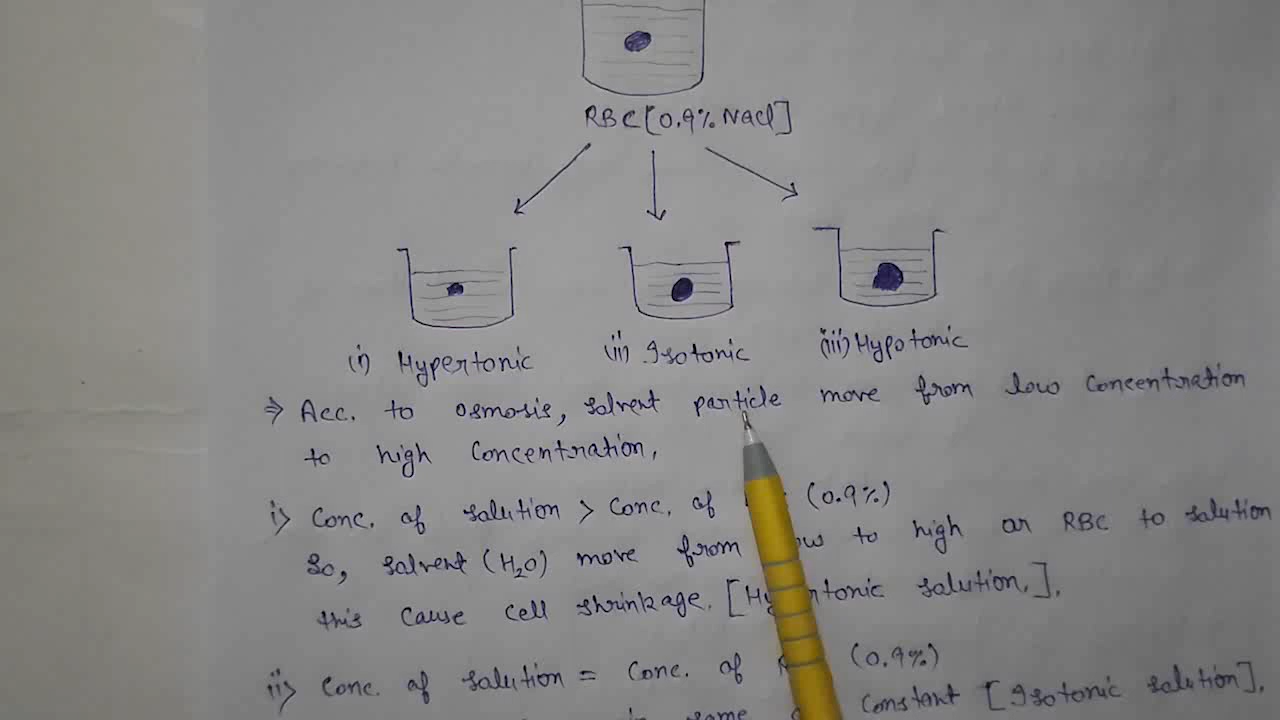 RBC [0.9% NaCl]
(i) Hypertonic (ii) Isotonic (iii) Hypotonic
⇒ Acc. to osmosis, solvent particle move from low concentration
to high concentration,
i> Conc. of solution > Conc. of (0.9%)
So, solvent (H₂O) move from to high or RBC to solution
this cause cell shrinkage. [Hypertonic solution.].
ii> Conc. of solution = Conc. of (0.9%)
same constant [Isotonic solution].